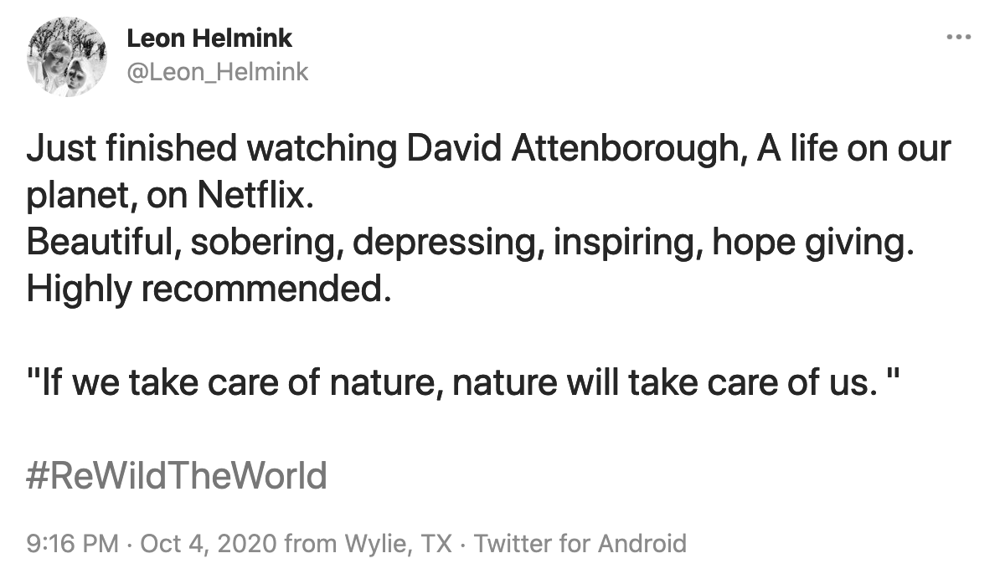 Leon Helmink
@Leon_Helmink
Just finished watching David Attenborough, A life on our
planet, on Netflix.
Beautiful, sobering, depressing, inspiring, hope giving.
Highly recommended.
"If we take care of nature, nature will take care of us. "
#ReWildTheWorld
9:16 PM · Oct 4, 2020 from Wylie, TX · Twitter for Android